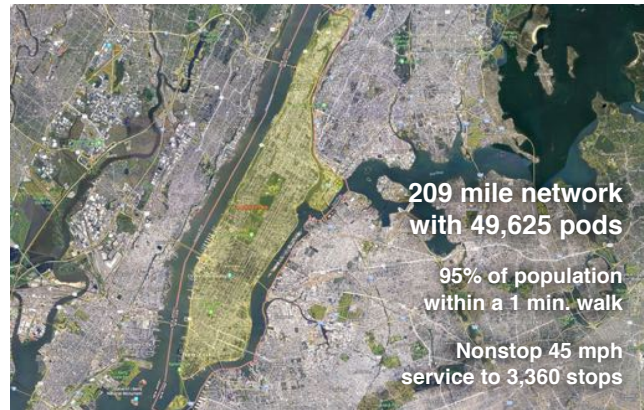 209 mile network
with 49,625 pods
95% of population
within a 1 min. walk
Nonstop 45 mph
service to 3,360 stops